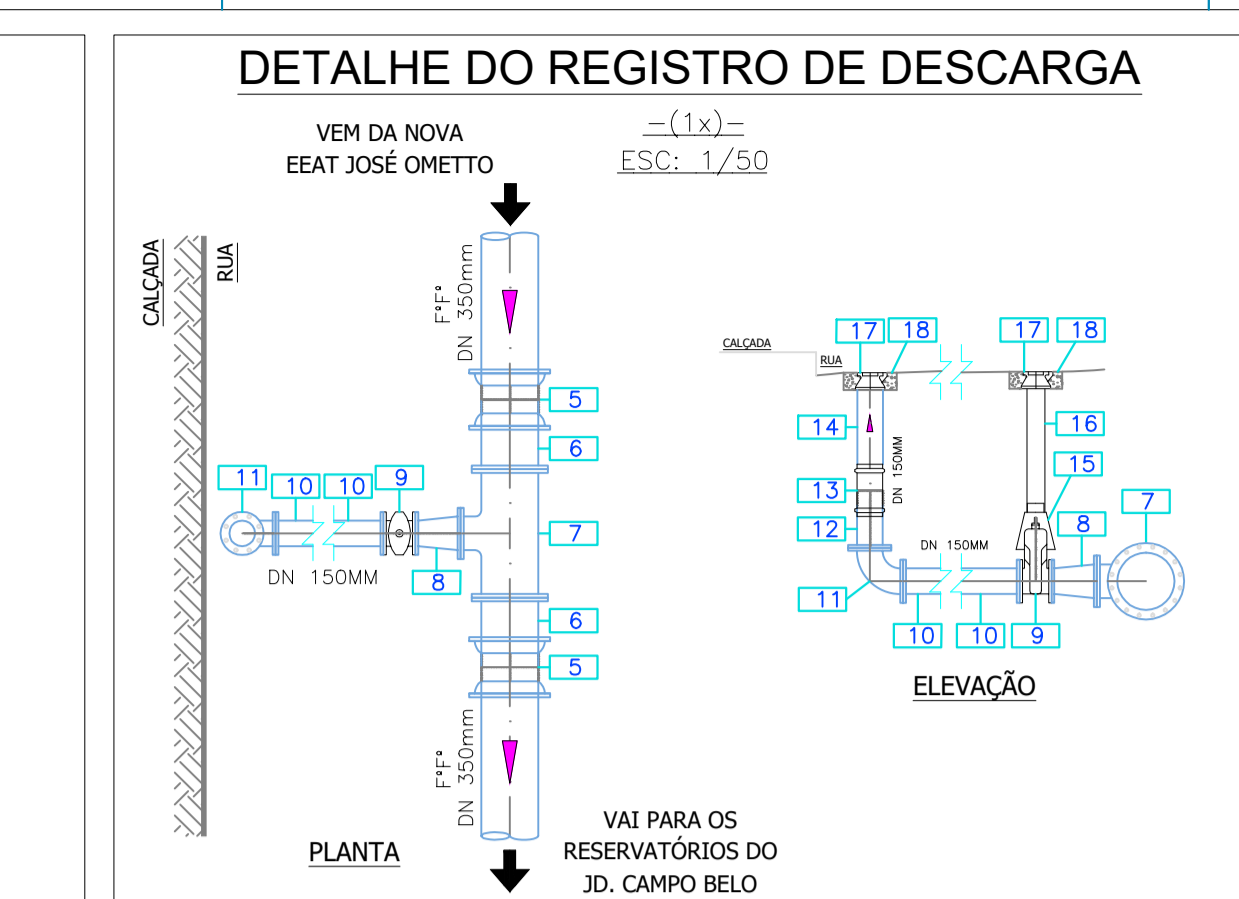 DETALHE DO REGISTRO DE DESCARGA
-(1x)-
ESC: 1/50
VEM DA NOVA
EEAT JOSÉ OMETTO
CALÇADA
RUA
FºFº
DN 350mm
5
6
11
10
10
9
7
8
DN 150MM
6
5
FºFº
DN 350mm
PLANTA
VAI PARA OS
RESERVATÓRIOS DO
JD. CAMPO BELO
CALÇADA
RUA
17
18
17
18
14
16
DN 150MM
13
15
12
DN 150MM
8
7
11
10
10
9
ELEVAÇÃO